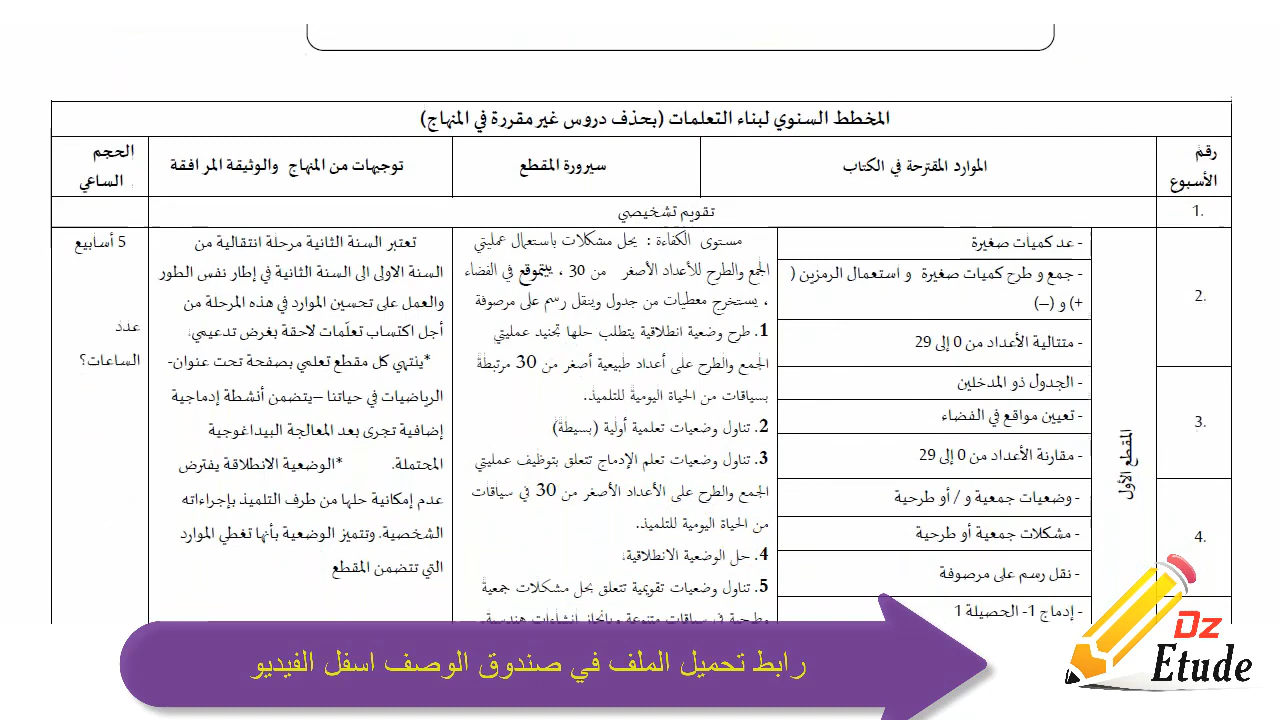 المخطط السنوي لبناء التعلمات (بحذف دروس غير مقررة في المنهاج)
رقم
الأسبوع
الموارد المقترحة في الكتاب
سيرورة المقطع
توجيهات من المنهاج والوثيقة المرافقة
الحجم
الساعي
1.
تقويم تشخيصي
2.
3.
4.
المقطع الأول
- عد كميات صغيرة
- جمع و طرح كميات صغيرة و استعمال الرمزين (
+) و (–)
- متتالية الأعداد من 0 إلى 29
- الجدول ذو المدخلين
- تعيين مواقع في الفضاء
- مقارنة الأعداد من 0 إلى 29
- وضعيات جمعية و / أو طرحية
- مشكلات جمعية أو طرحية
- نقل رسم على مرصوفة
- إدماج 1- الحصيلة 1
مستوى الكفاءة : يحل مشكلات باستعمال عمليتي
الجمع والطرح للأعداد الأصغر من 30 ، يتموقع في الفضاء
، يستخرج معطيات من جدول وينقل رسم على مرصوفة
1. طرح وضعية انطلاقية يتطلب حلها تجنيد عمليتي
الجمع والطرح على أعداد طبيعية أصغر من 30 مرتبطة
بسياقات من الحياة اليومية للتلميذ.
2. تناول وضعيات تعلمية أولية (بسيطة)
3. تناول وضعيات تعلم الإدماج تتعلق بتوظيف عمليتي
الجمع والطرح على الأعداد الأصغر من 30 في سياقات
من الحياة اليومية للتلميذ.
4. حل الوضعية الانطلاقية،
5. تناول وضعيات تقويمية تتعلق بحل مشكلات جمعية
وطرحية في سياقات متنوعة وبإنجاز إنشاءات هندسية.
تعتبر السنة الثانية مرحلة انتقالية من
السنة الاولى الى السنة الثانية في إطار نفس الطور
والعمل على تحسين الموارد في هذه المرحلة من
أجل اكتساب تعلّمات لاحقة بغرض تدعيمي.
*ينتهي كل مقطع تعلمي بصفحة تحت عنوان-
الرياضيات في حياتنا –يتضمن أنشطة إدماجية
إضافية تجرى بعد المعالجة البيداغوجية
المحتملة. *الوضعية الانطلاقة يفترض
عدم إمكانية حلها من طرف التلميذ بإجراءاته
الشخصية. وتتميز الوضعية بأنها تغطي الموارد
التي تتضمن المقطع
5 أسابيع
عدد
الساعات؟
رابط تحميل الملف في صندوق الوصف اسفل الفيديو
Dz
Etude